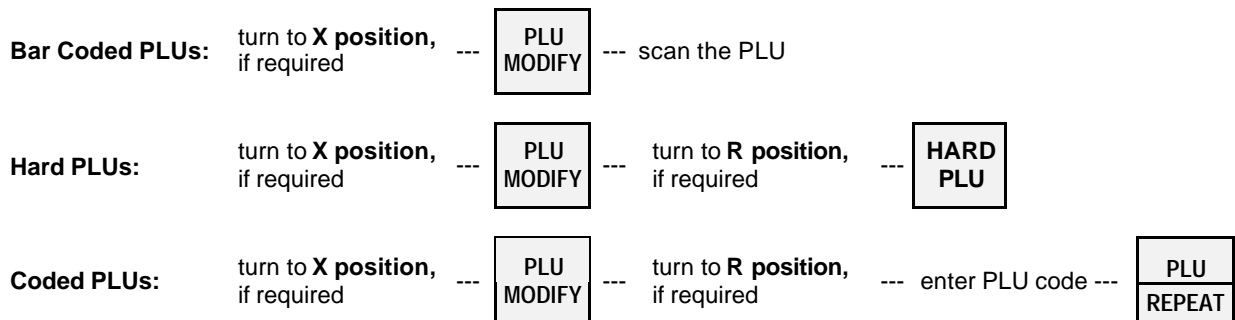 Bar Coded PLUs: turn to X position, if required --- PLU MODIFY --- scan the PLU
Hard PLUs: turn to X position, if required --- PLU MODIFY --- turn to R position, if required --- HARD PLU
Coded PLUs: turn to X position, if required --- PLU MODIFY --- turn to R position, if required --- enter PLU code --- PLU REPEAT